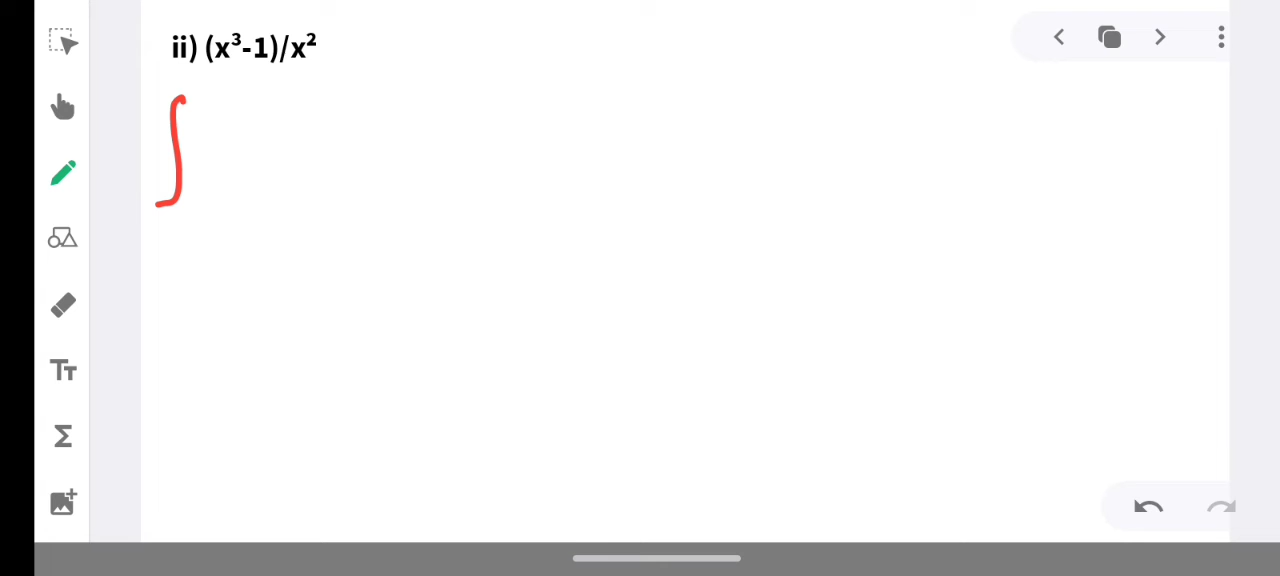 ii) (x³-1)/x²
∫